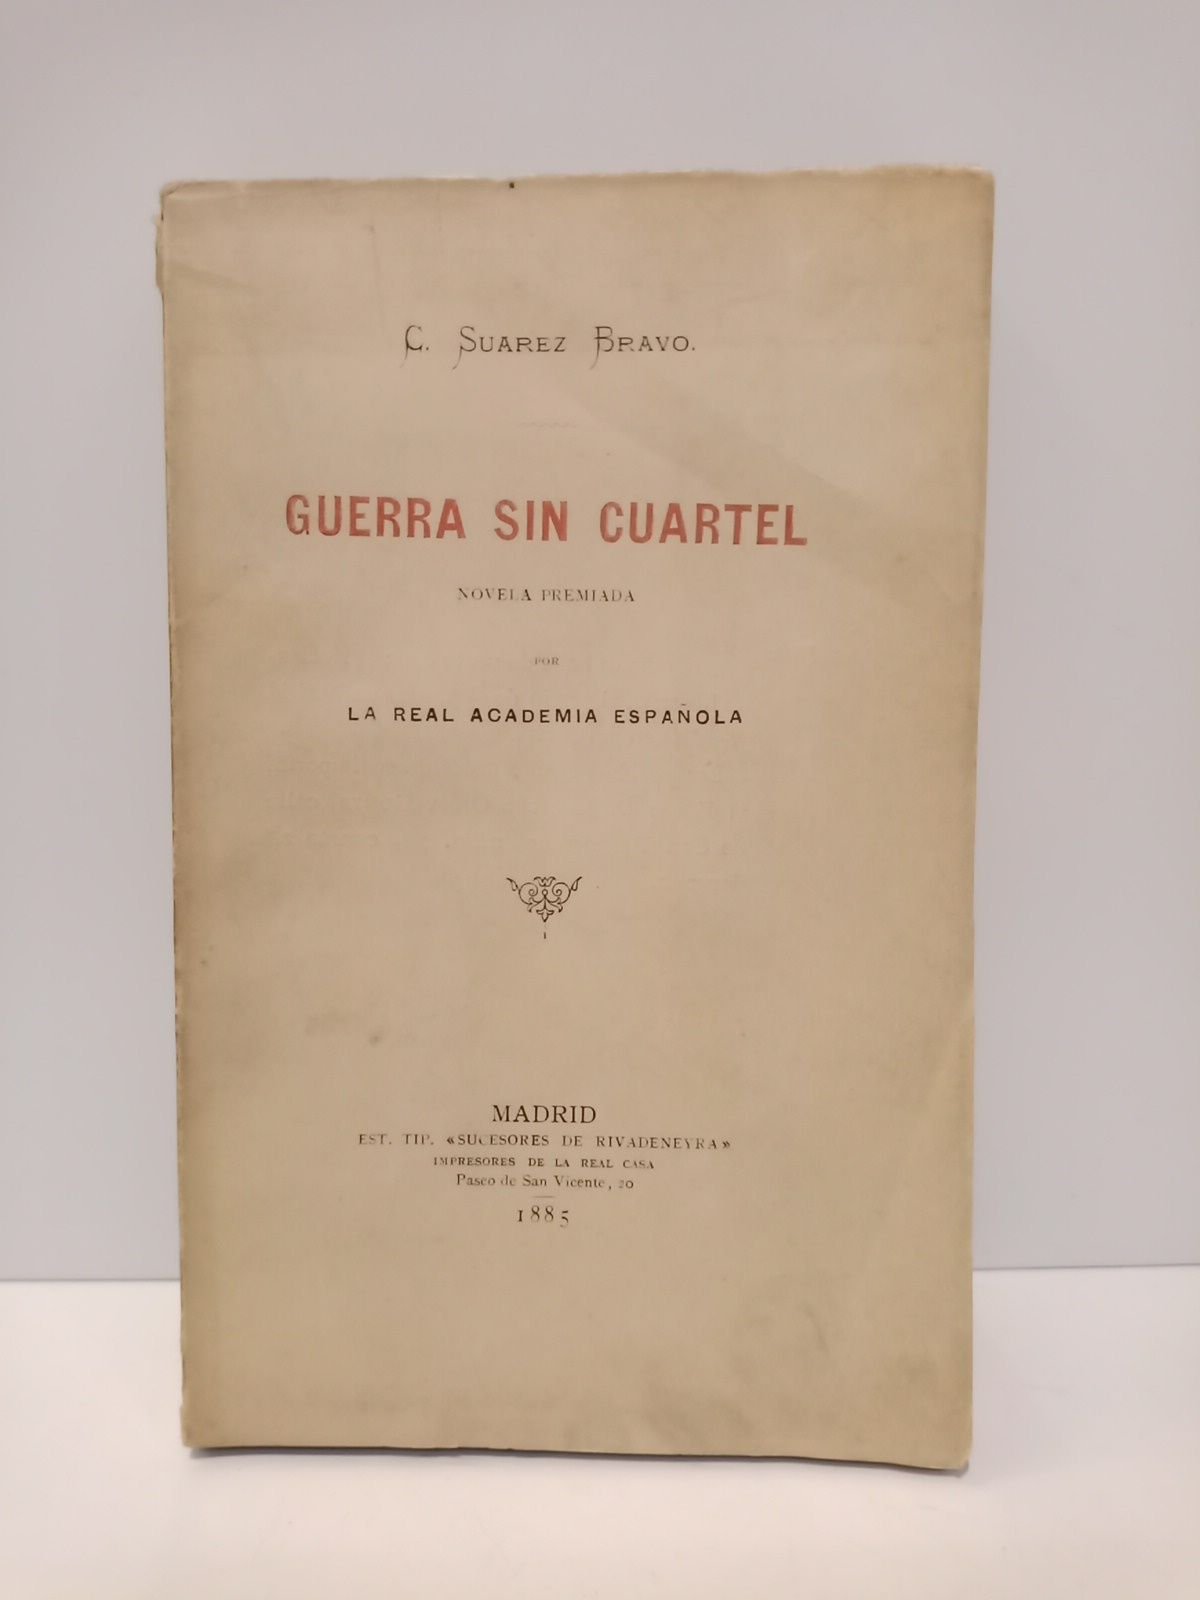 C. SUAREZ BRAVO.
GUERRA SIN CUARTEL
NOVELA PREMIADA
POR
LA REAL ACADEMIA ESPAÑOLA
MADRID
EST. TIP. «SUCESORES DE RIVADENEYRA»
IMPRESORES DE LA REAL CASA
Paseo de San Vicente, 20
1885